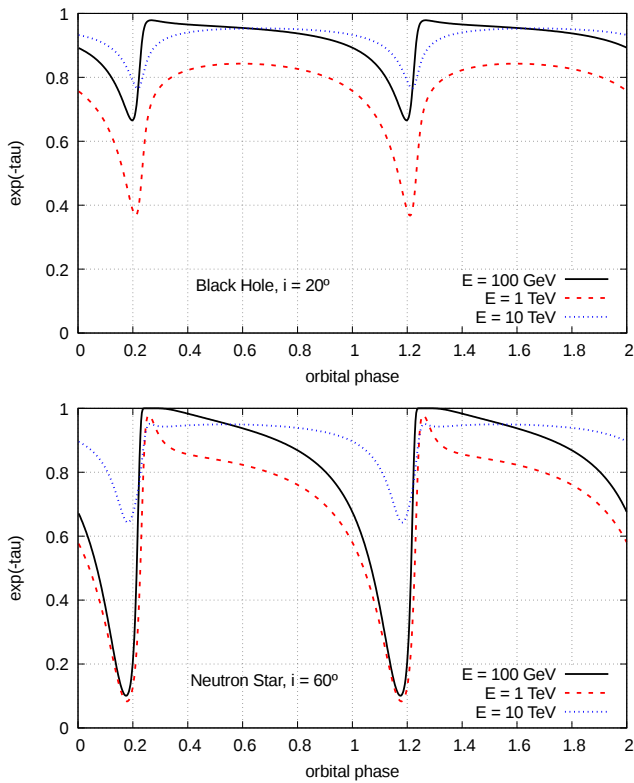 1
0.8
0.6
0.4
0.2
0
exp(-tau)
Black Hole, i = 20º
E = 100 GeV
E = 1 TeV
E = 10 TeV
0 0.2 0.4 0.6 0.8 1 1.2 1.4 1.6 1.8 2
orbital phase
1
0.8
0.6
0.4
0.2
0
exp(-tau)
Neutron Star, i = 60º
E = 100 GeV
E = 1 TeV
E = 10 TeV
0 0.2 0.4 0.6 0.8 1 1.2 1.4 1.6 1.8 2
orbital phase